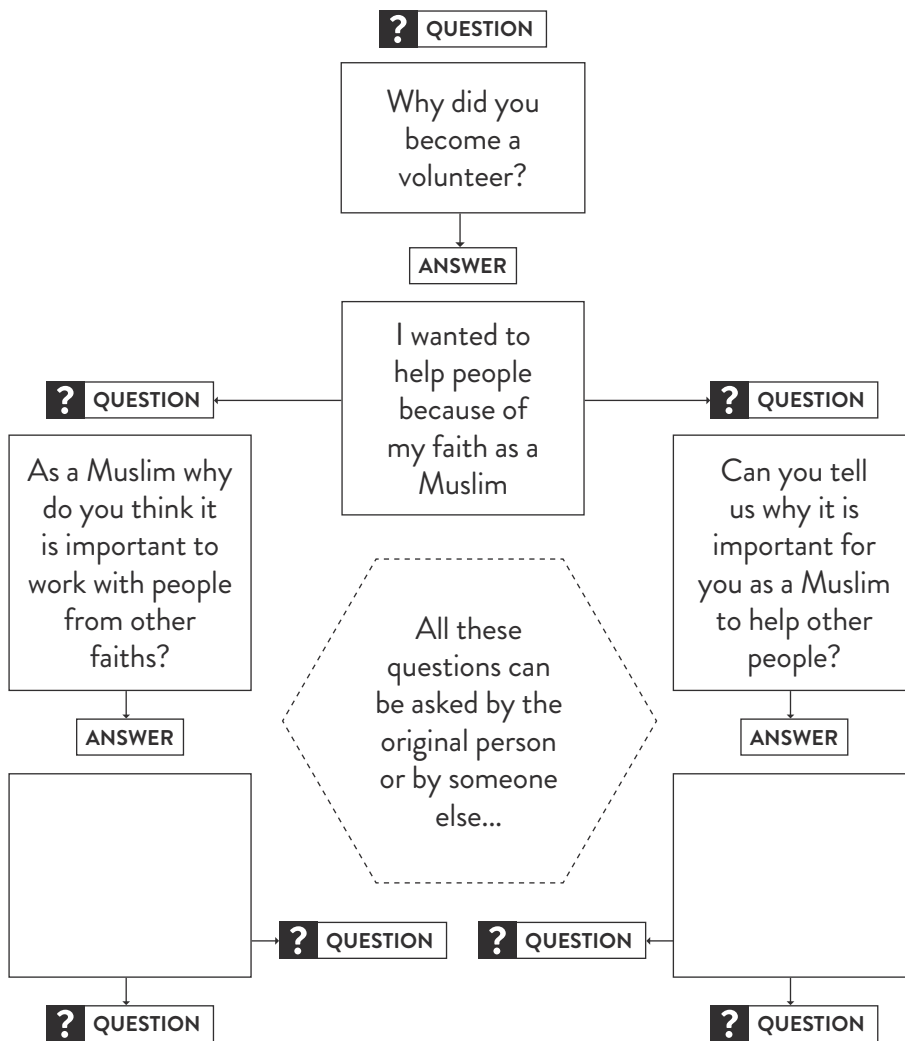 ? QUESTION
Why did you
become a
volunteer?
ANSWER
I wanted to
help people
because of
my faith as a
Muslim
? QUESTION
As a Muslim why
do you think it
is important to
work with people
from other
faiths?
ANSWER
? QUESTION
Can you tell
us why it is
important for
you as a Muslim
to help other
people?
ANSWER
All these
questions can
be asked by the
original person
or by someone
else...
? QUESTION
? QUESTION
? QUESTION
? QUESTION